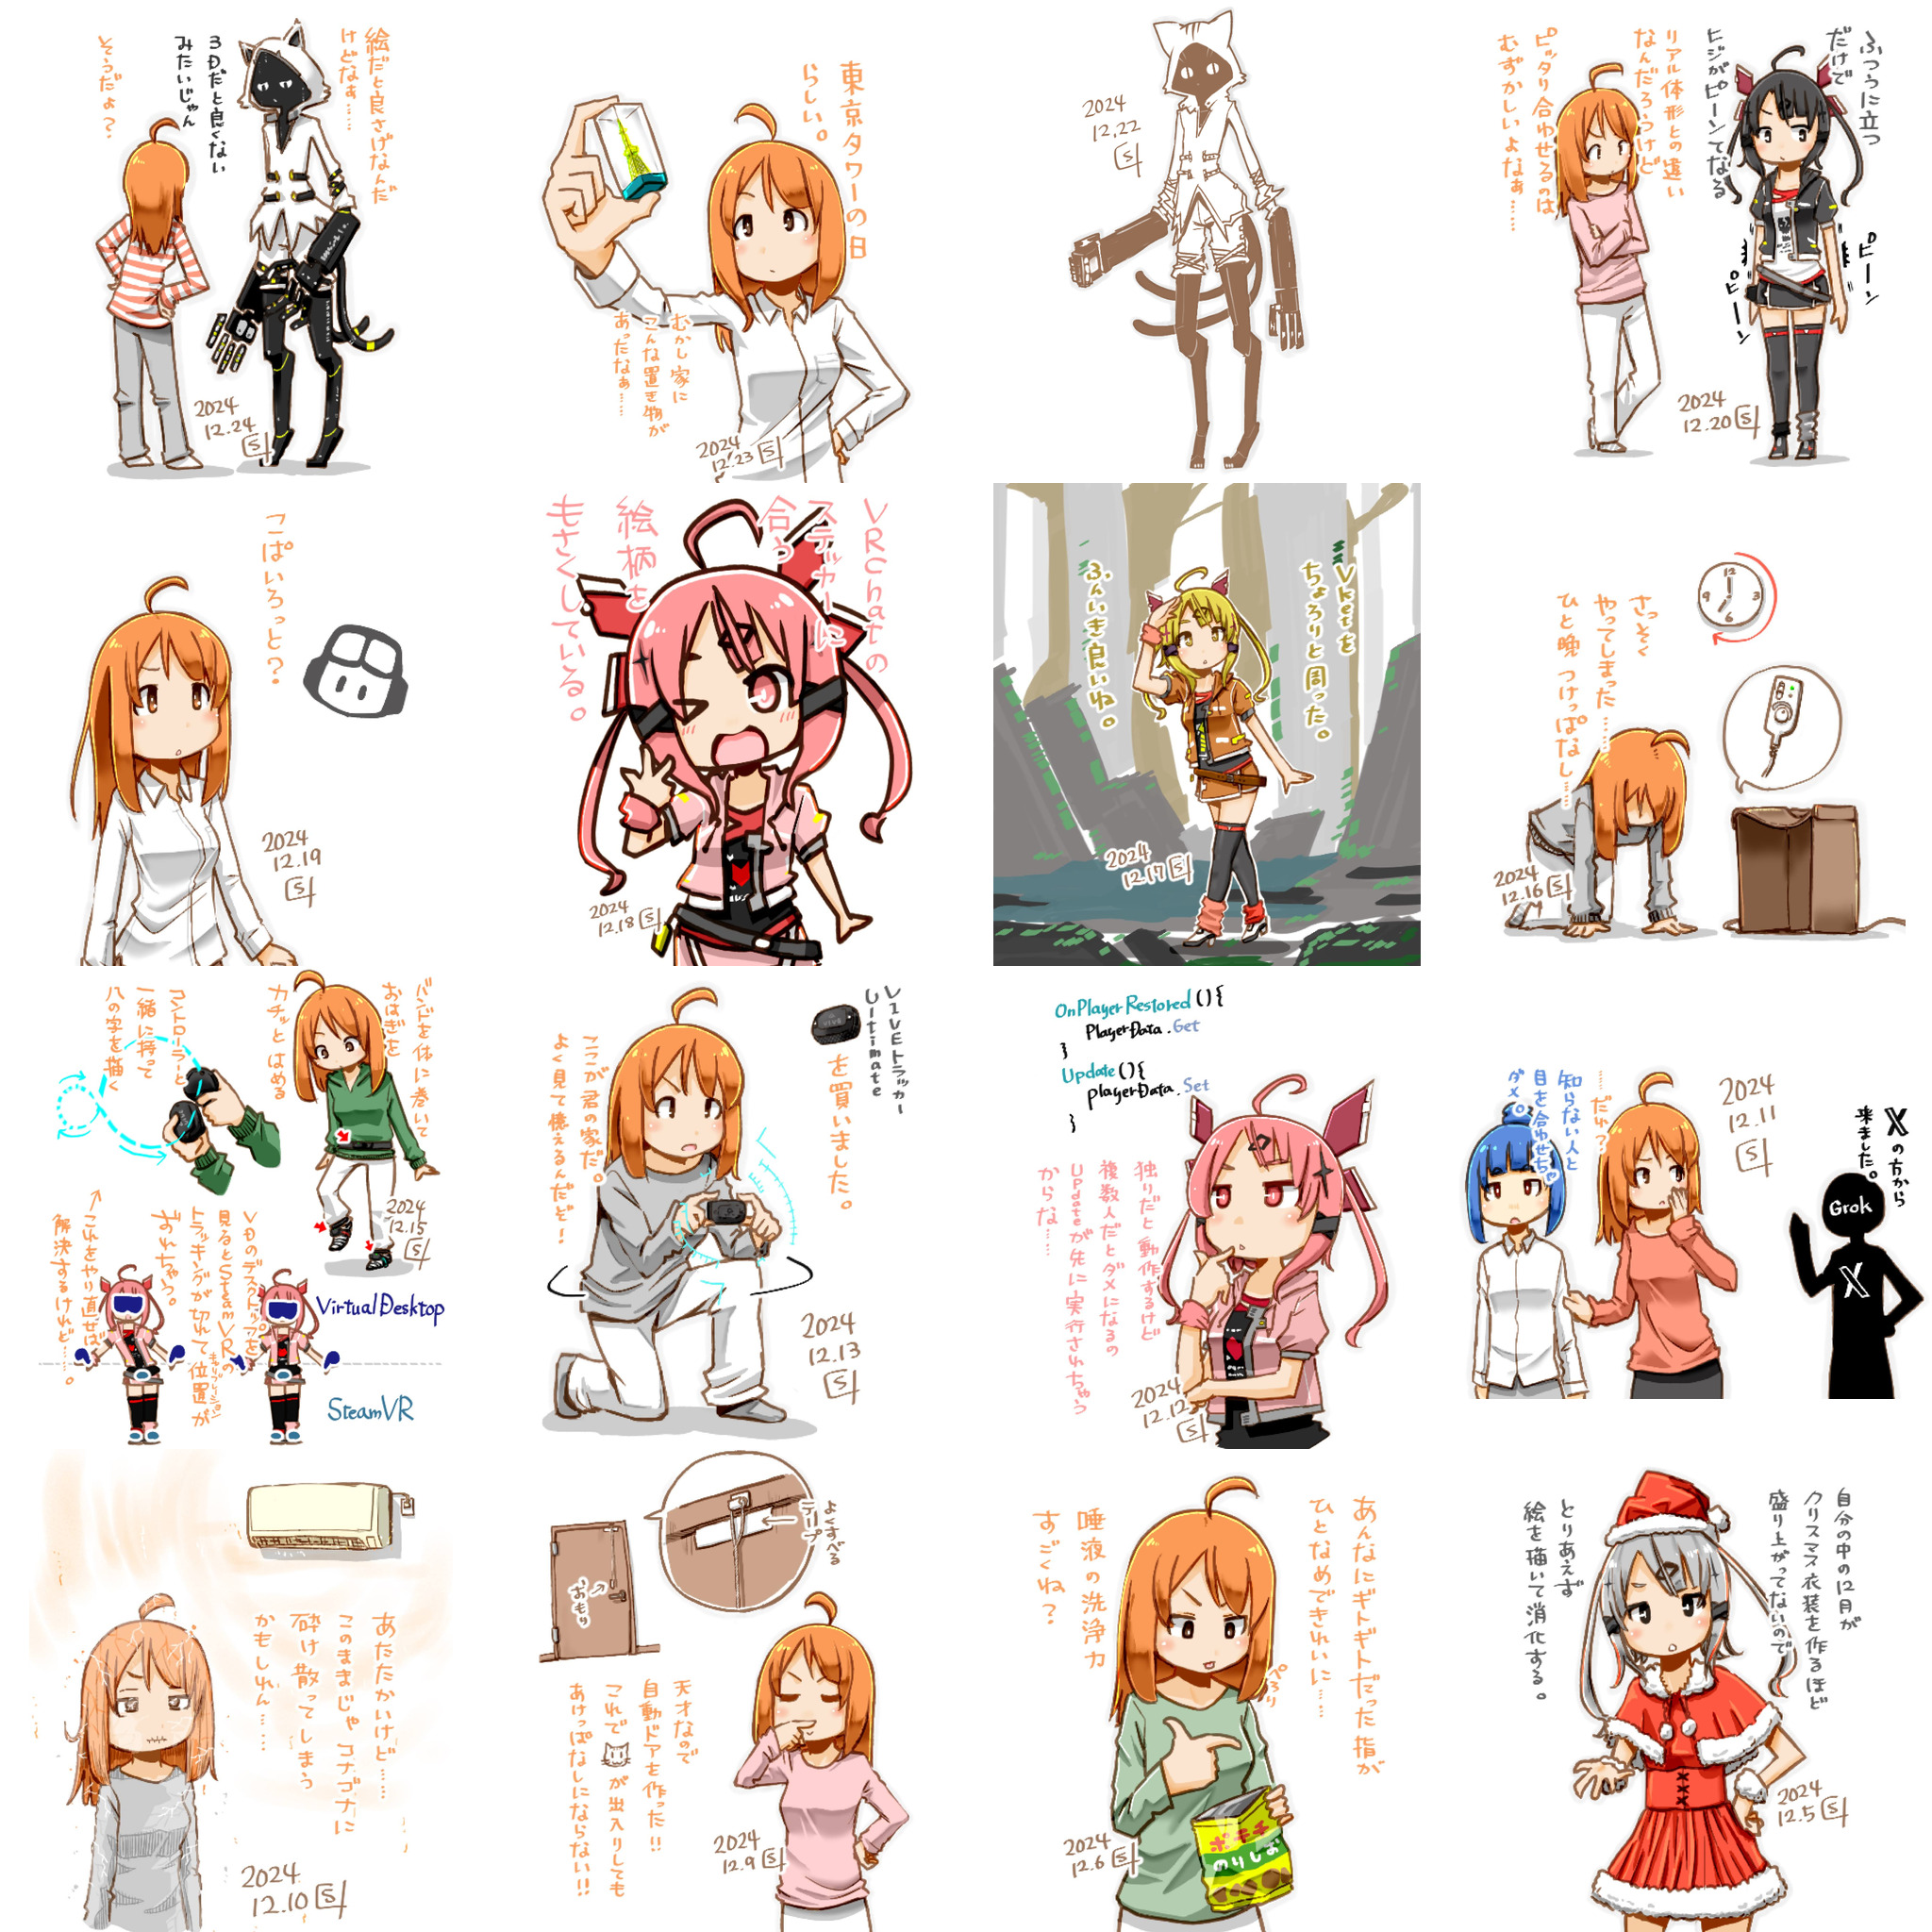 絵だと良さげなんだ
けどなぁ……
3Dだと良くない
みたいじゃん
そうだょ?
2024
12.24
東京タワーの日
らしい。
むかし家に
こんな置き物が
あったなぁ……
2024
12.23
2024
12.22
ふつうに立つ
だけで
ヒジがピーンてなる
リアル体形との違い
なんだろうけど
ピッタリ合わせるのは
むずかしいよなぁ……
ピーン
ピーン
2024
12.20
こぱいろっと?
2024
12.19
VRChatの
ステッカーに
合う
絵柄を
もさくしている。
2024
12.18
Vketを
ちょろりと周った。
ふんいき良いね。
2024
12.17
12
3
6
9
さっそく
やってしまった……
ひと晩 つけっぱなし……
2024
12.16
バンドを体に巻いて
おはぎを
カチッとはめる
コントローラーと
一緒に持って
八の字を描く
2024
12.15
VDのデスクトップを
見るとSteamVRの
トラッキングが切れて位置が
キャリブレーション
ずれちゃう。
↑これをやり直せば
解決するけれど……。
VirtualDesktop
SteamVR
VIVEトラッカー
Ultimate
を買いました。
VIVE
ここが君の家だ。
よく見て憶えるんだぞ!
2024
12.13
OnPlayerRestored(){
PlayerData.Get
}
Update(){
playerData.Set
}
独りだと動作するけど
複数人だとダメになるの
Updateが先に実行されちゃう
からな……
2024
12.12
2024
12.11
Xの方から
来ました。
Grok
X
……だれ?
知らない人と
目を合わせちゃ
ダメ。
あたたかいけど……
このままじゃコナゴナに
砕け散ってしまう
かもしれん……
2024
12.10
よくすべる
テープ
おもり
天才なので
自動ドアを作った!!
これで が出入りしても
あけっぱなしにならない!!
2024
12.9
あんなにギトギトだった指が
ひとなめできれいに……
唾液の洗浄力
すごくね?
ぺろり
ポチチ
のりしお
2024
12.6
自分の中の12月が
クリスマス衣装を作るほど
盛り上がってないので
とりあえず
絵を描いて消化する。
2024
12.5